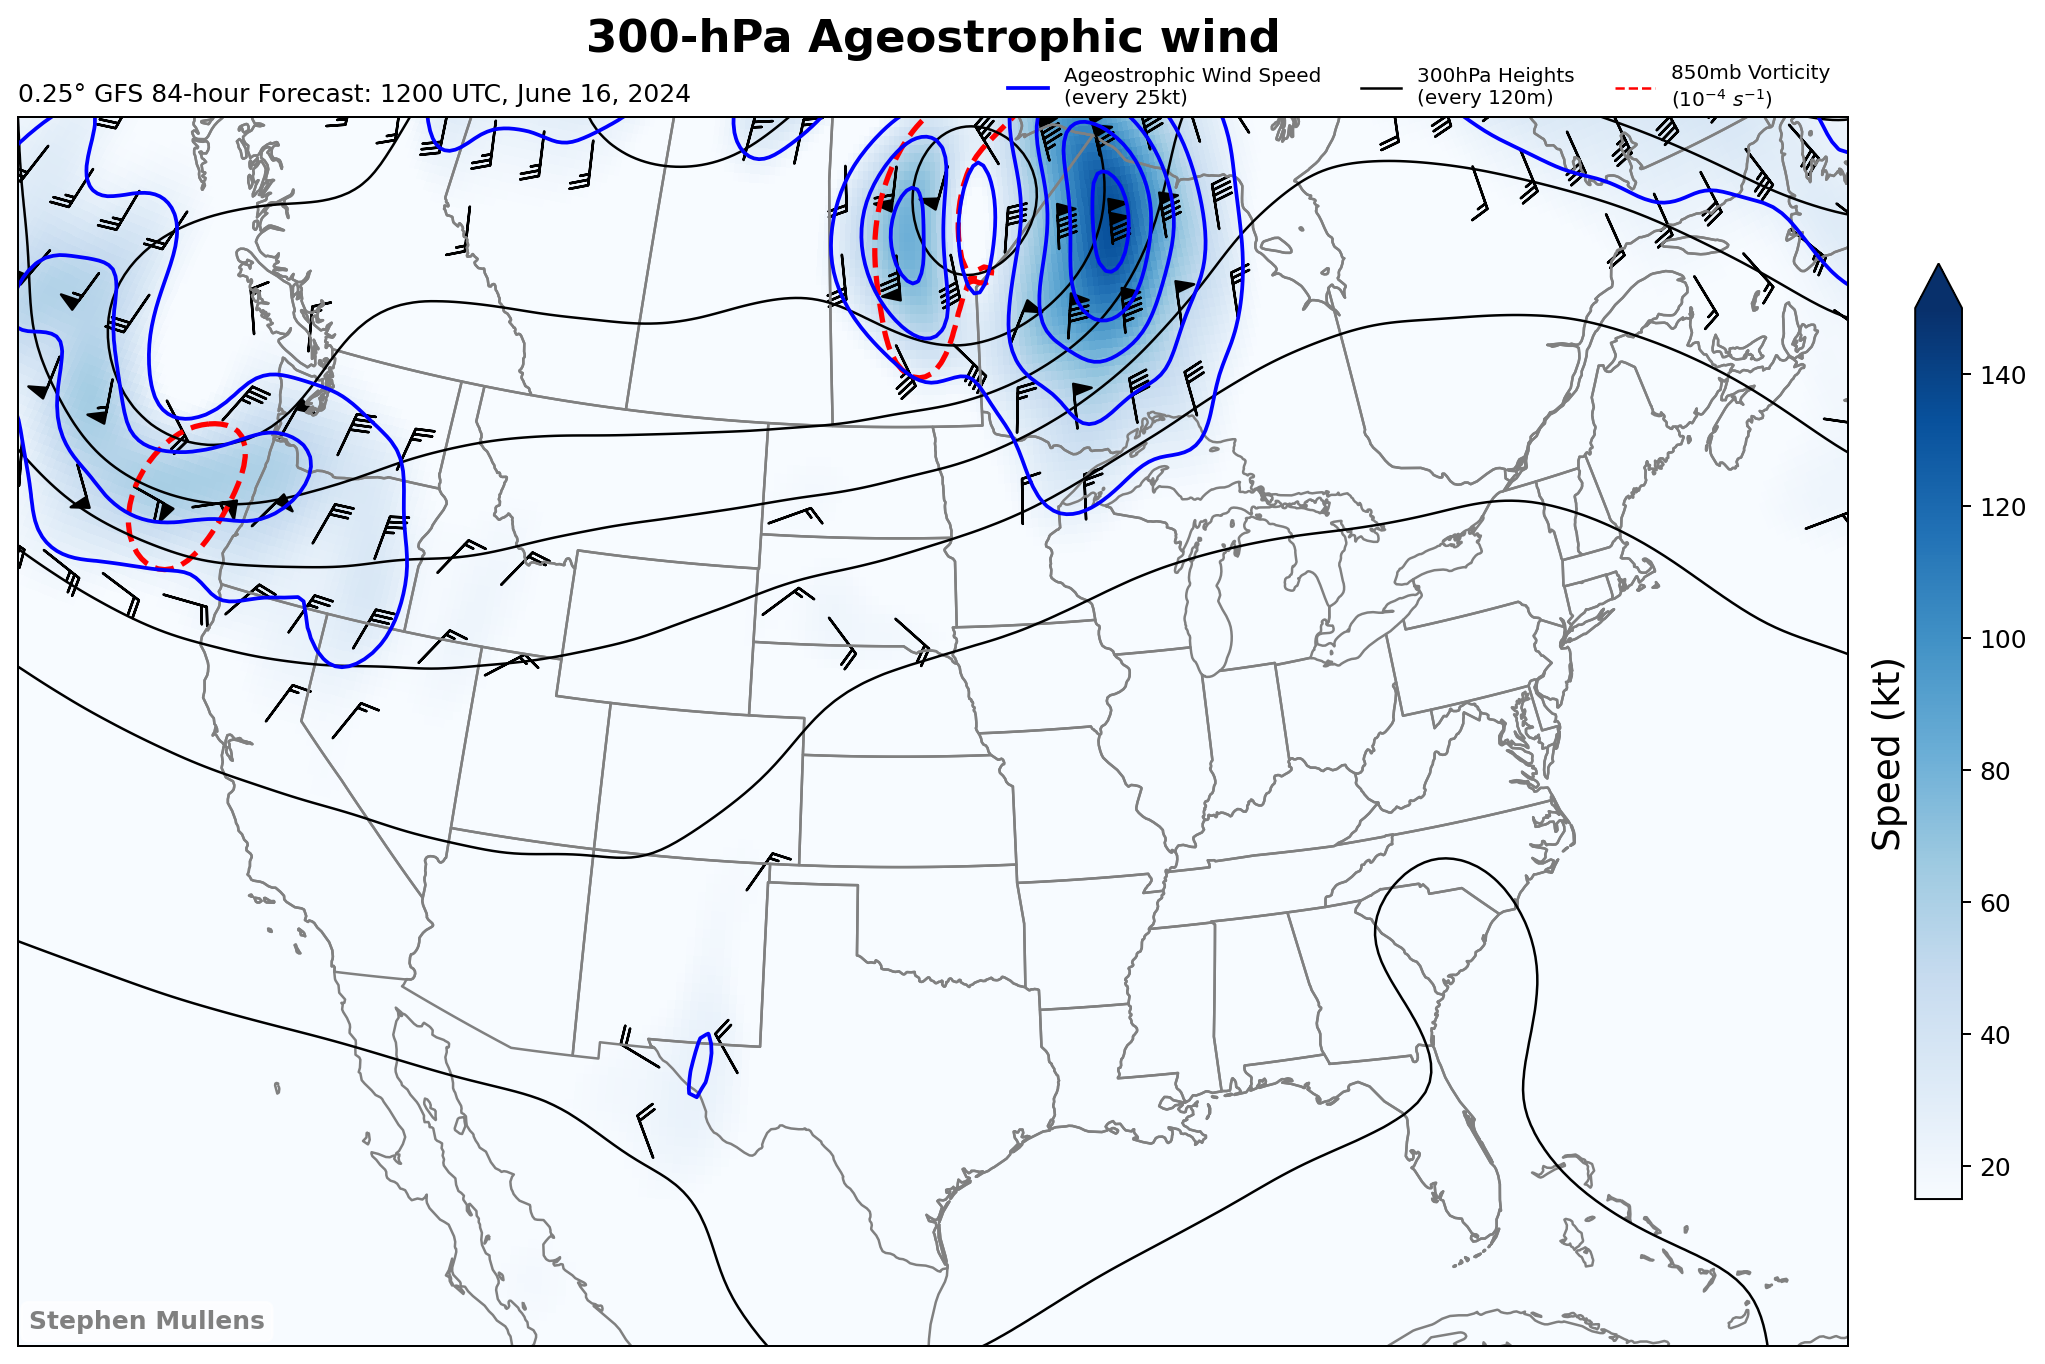 300-hPa Ageostrophic wind
0.25° GFS 84-hour Forecast: 1200 UTC, June 16, 2024
Ageostrophic Wind Speed
(every 25kt)
300hPa Heights
(every 120m)
850mb Vorticity
(10⁻⁴ s⁻¹)
140
120
100
80
60
40
20
Speed (kt)
Stephen Mullens